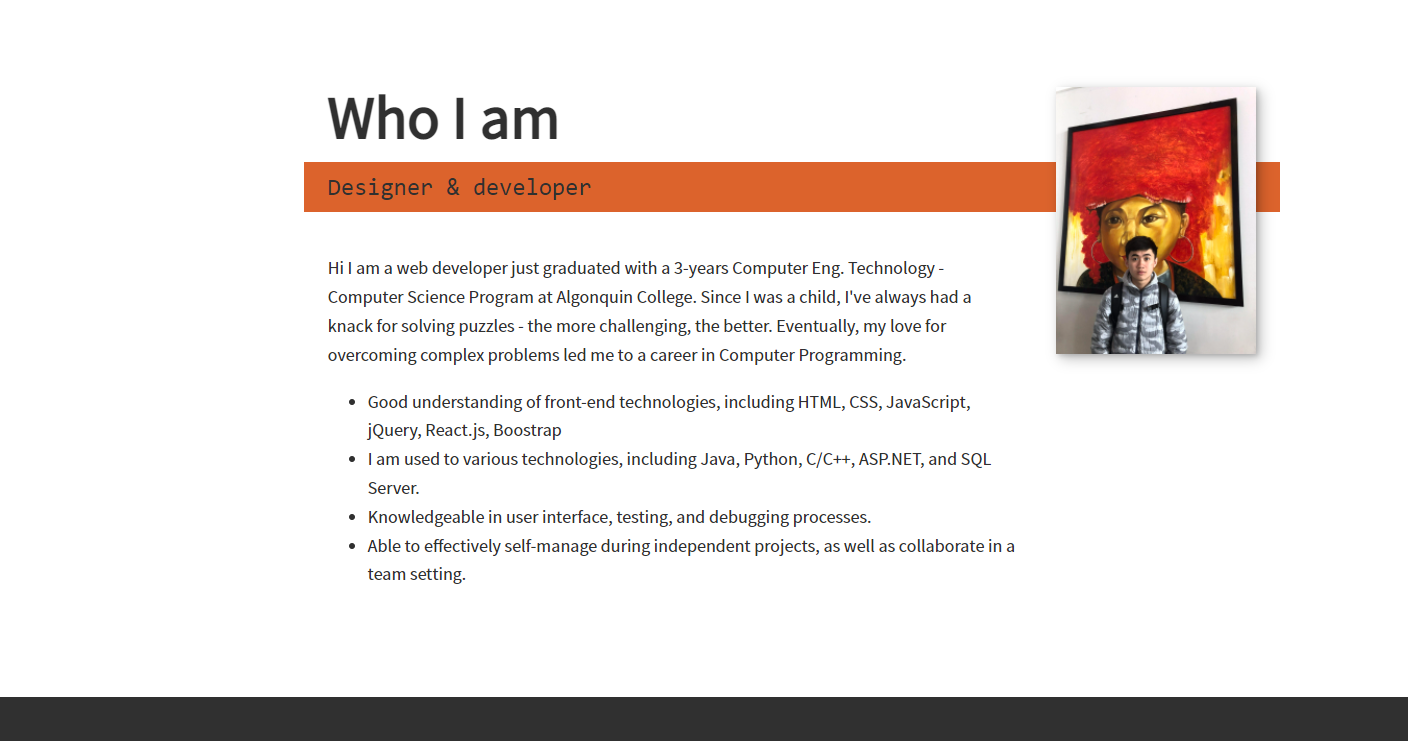 Who I am
Designer & developer
Hi I am a web developer just graduated with a 3-years Computer Eng. Technology -
Computer Science Program at Algonquin College. Since I was a child, I've always had a
knack for solving puzzles - the more challenging, the better. Eventually, my love for
overcoming complex problems led me to a career in Computer Programming.
• Good understanding of front-end technologies, including HTML, CSS, JavaScript,
jQuery, React.js, Boostrap
• I am used to various technologies, including Java, Python, C/C++, ASP.NET, and SQL
Server.
• Knowledgeable in user interface, testing, and debugging processes.
• Able to effectively self-manage during independent projects, as well as collaborate in a
team setting.